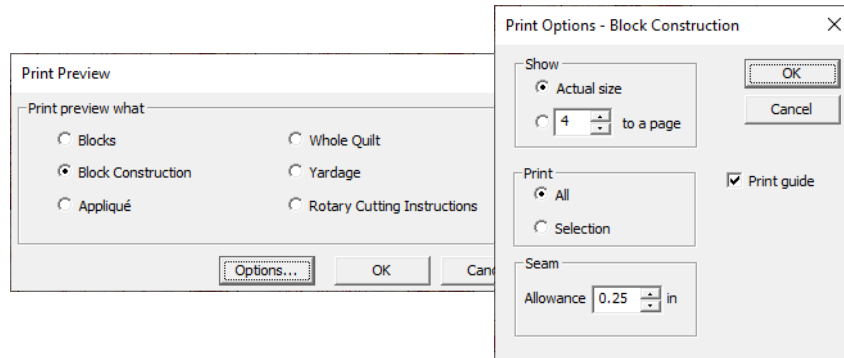 Print Preview
Print preview what
Blocks
Whole Quilt
Block Construction
Yardage
Appliqué
Rotary Cutting Instructions
Options...
OK
Print Options - Block Construction
Show
Actual size
4 to a page
OK
Cancel
Print
All
Selection
Print guide
Seam
Allowance 0.25 in